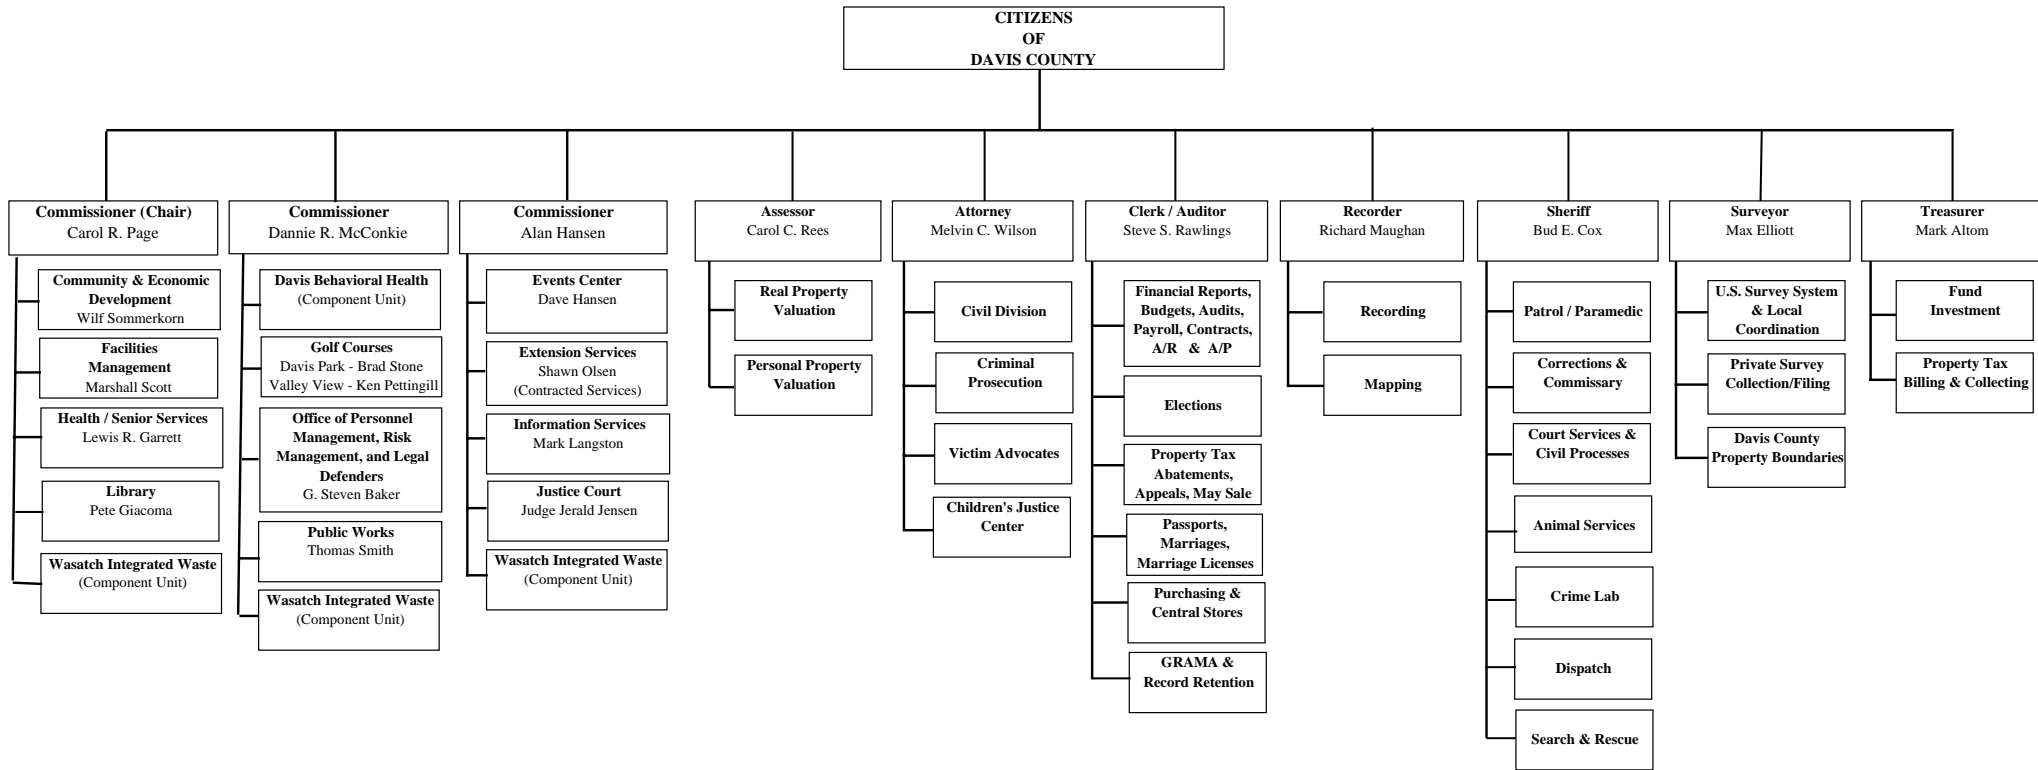 CITIZENS
OF
DAVIS COUNTY
Commissioner (Chair)
Carol R. Page
Community & Economic
Development
Wilf Sommerkorn
Facilities
Management
Marshall Scott
Health / Senior Services
Lewis R. Garrett
Library
Pete Giacoma
Wasatch Integrated Waste
(Component Unit)
Commissioner
Dannie R. McConkie
Davis Behavioral Health
(Component Unit)
Golf Courses
Davis Park - Brad Stone
Valley View - Ken Pettingill
Office of Personnel
Management, Risk
Management, and Legal
Defenders
G. Steven Baker
Public Works
Thomas Smith
Wasatch Integrated Waste
(Component Unit)
Commissioner
Alan Hansen
Events Center
Dave Hansen
Extension Services
Shawn Olsen
(Contracted Services)
Information Services
Mark Langston
Justice Court
Judge Jerald Jensen
Wasatch Integrated Waste
(Component Unit)
Assessor
Carol C. Rees
Real Property
Valuation
Personal Property
Valuation
Attorney
Melvin C. Wilson
Civil Division
Criminal
Prosecution
Victim Advocates
Children's Justice
Center
Clerk / Auditor
Steve S. Rawlings
Financial Reports,
Budgets, Audits,
Payroll, Contracts,
A/R & A/P
Elections
Property Tax
Abatements,
Appeals, May Sale
Passports,
Marriages,
Marriage Licenses
Purchasing &
Central Stores
GRAMA &
Record Retention
Recorder
Richard Maughan
Recording
Mapping
Sheriff
Bud E. Cox
Patrol / Paramedic
Corrections &
Commissary
Court Services &
Civil Processes
Animal Services
Crime Lab
Dispatch
Search & Rescue
Surveyor
Max Elliott
U.S. Survey System
& Local
Coordination
Private Survey
Collection/Filing
Davis County
Property Boundaries
Treasurer
Mark Altom
Fund
Investment
Property Tax
Billing & Collecting